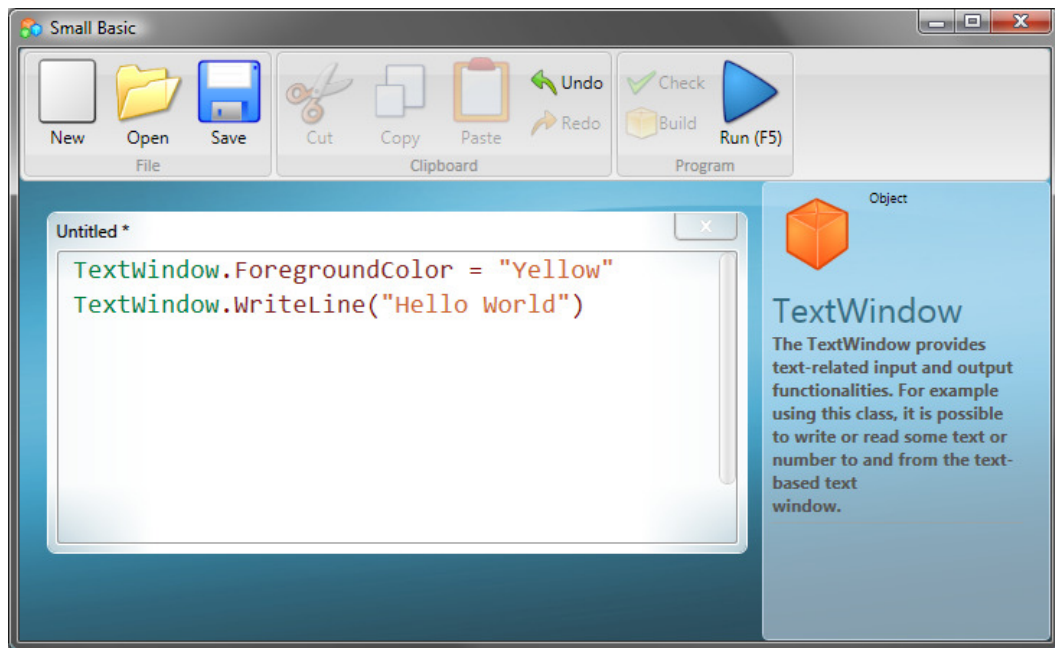 Small Basic
New Open Save
File
Cut Copy Paste
Undo
Redo
Clipboard
Check
Build
Run (F5)
Program
Untitled *
X
TextWindow.ForegroundColor = "Yellow"
TextWindow.WriteLine("Hello World")
Object
TextWindow
The TextWindow provides
text-related input and output
functionalities. For example
using this class, it is possible
to write or read some text or
number to and from the text-
based text
window.